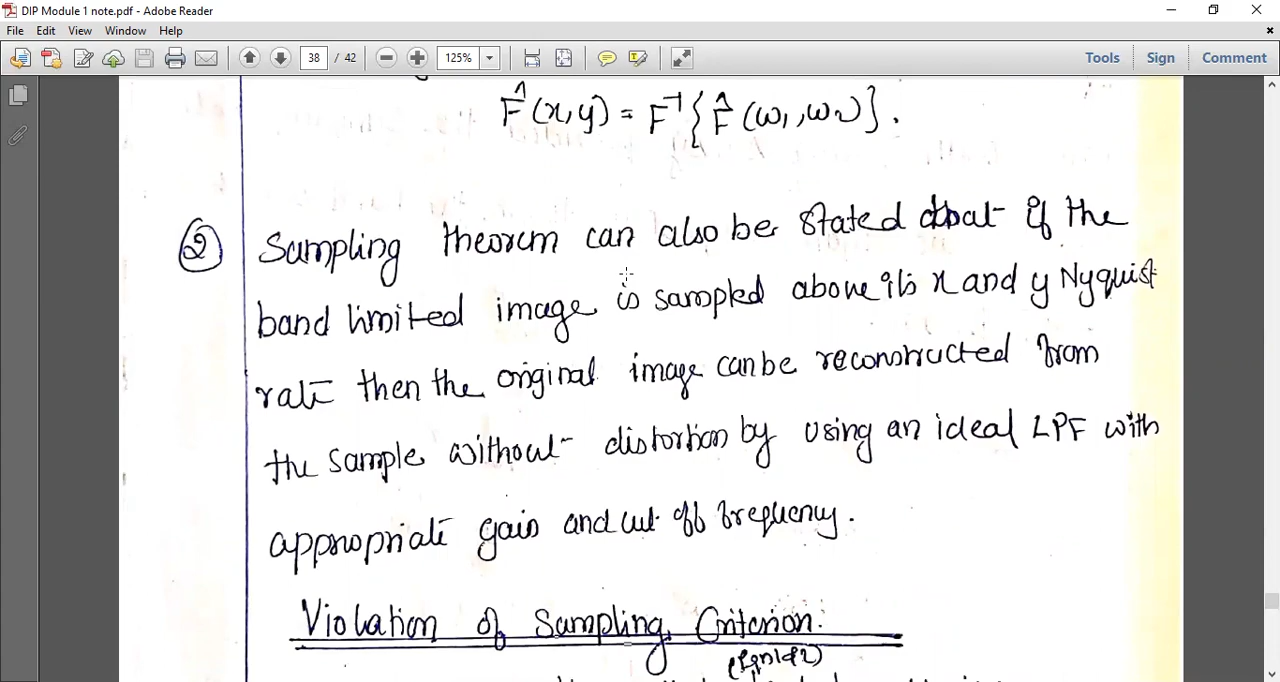 DIP Module 1 note.pdf - Adobe Reader
File Edit View Window Help
38 / 42 125% Tools Sign Comment
F̂(x,y) = F⁻¹{F̂(ω₁,ω₂)}.
② Sampling theorem can also be stated that if the
band limited image is sampled above its x and y Nyquist
rate then the original image can be reconstructed from
the sample without distortion by using an ideal LPF with
appropriate gain and cut off frequency.
Violation of Sampling Criterion: